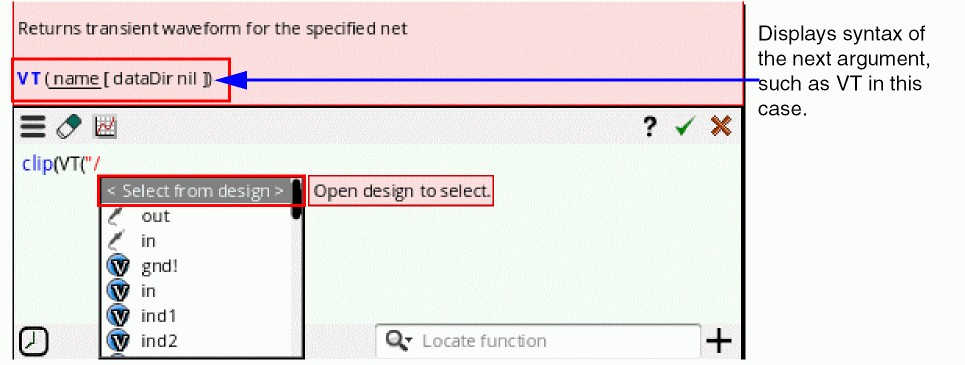 Returns transient waveform for the specified net
VT(name[ dataDir nil ])
Displays syntax of
the next argument,
such as VT in this
case.
?
clip(VT("/
< Select from design >
Open design to select.
out
in
gnd!
in
ind1
ind2
Locate function